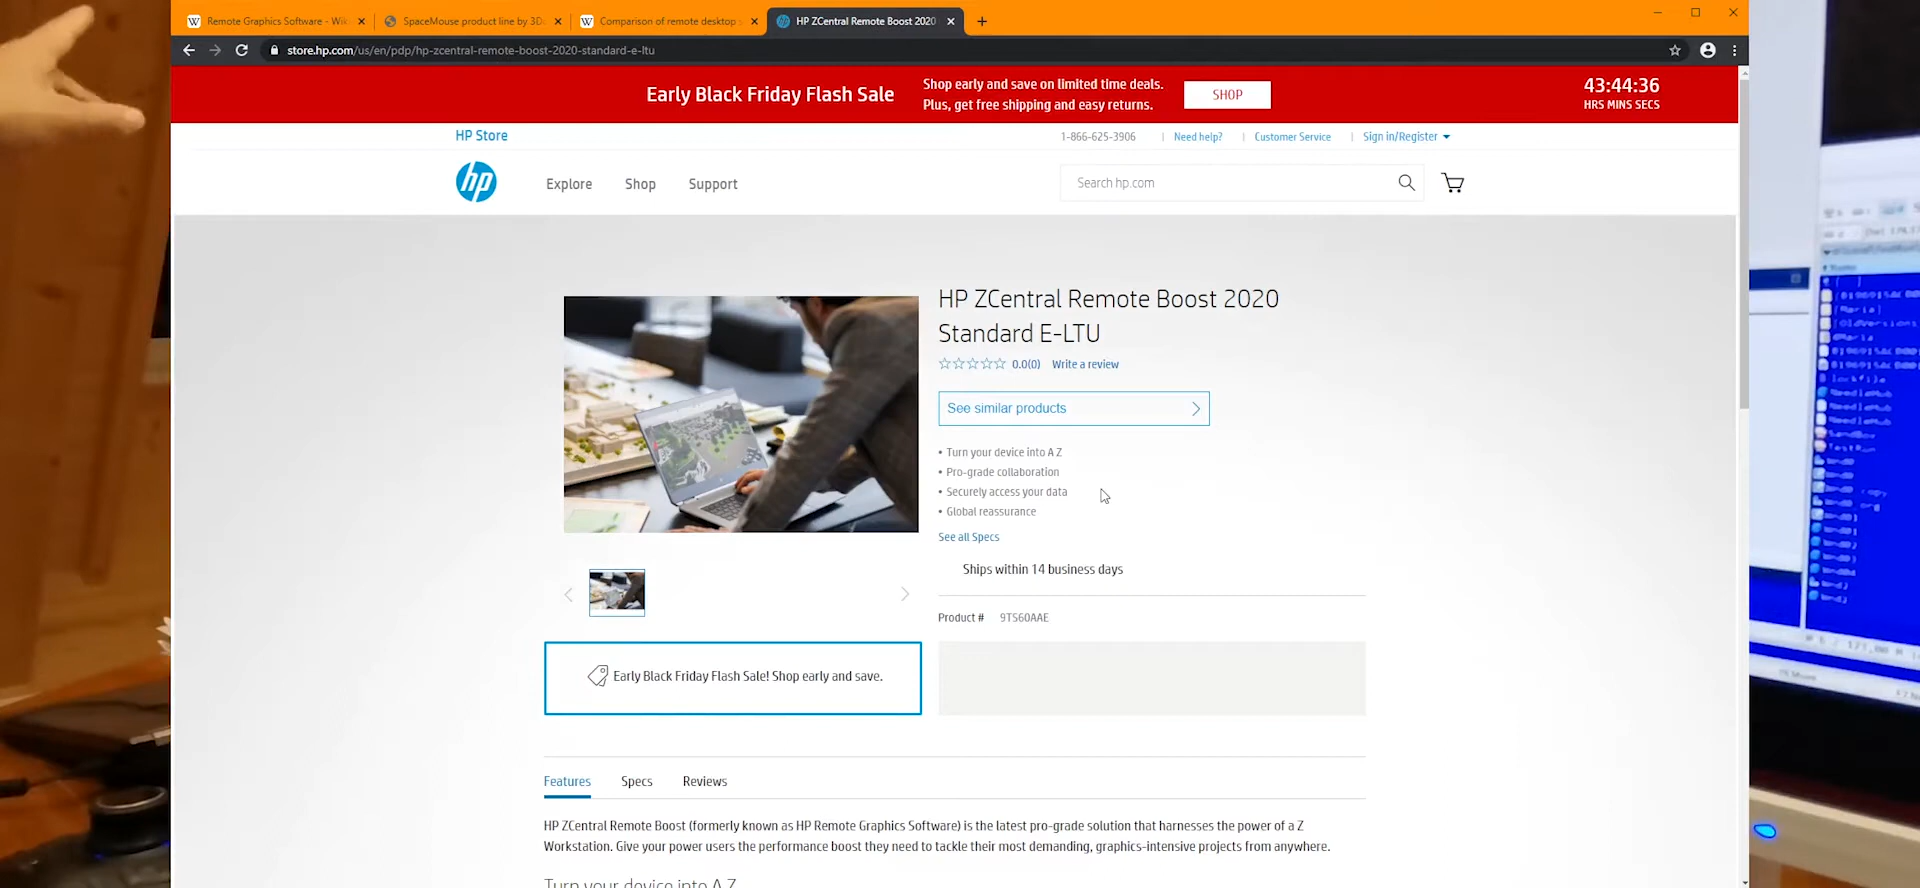 Remote Graphics Software - Wik
SpaceMouse product line by 3D
Comparison of remote desktop
HP ZCentral Remote Boost 2020
store.hp.com/us/en/pdp/hp-zcentral-remote-boost-2020-standard-e-ltu
Early Black Friday Flash Sale
Shop early and save on limited time deals.
Plus, get free shipping and easy returns.
SHOP
43:44:36
HRS MINS SECS
HP Store
1-866-625-3906
Need help?
Customer Service
Sign in/Register
hp
Explore
Shop
Support
Search hp.com
HP ZCentral Remote Boost 2020
Standard E-LTU
0.0(0) Write a review
See similar products
• Turn your device into A Z
• Pro-grade collaboration
• Securely access your data
• Global reassurance
See all Specs
Ships within 14 business days
Product # 9TS60AAE
Early Black Friday Flash Sale! Shop early and save.
Features
Specs
Reviews
HP ZCentral Remote Boost (formerly known as HP Remote Graphics Software) is the latest pro-grade solution that harnesses the power of a Z
Workstation. Give your power users the performance boost they need to tackle their most demanding, graphics-intensive projects from anywhere.
Turn your device into A Z